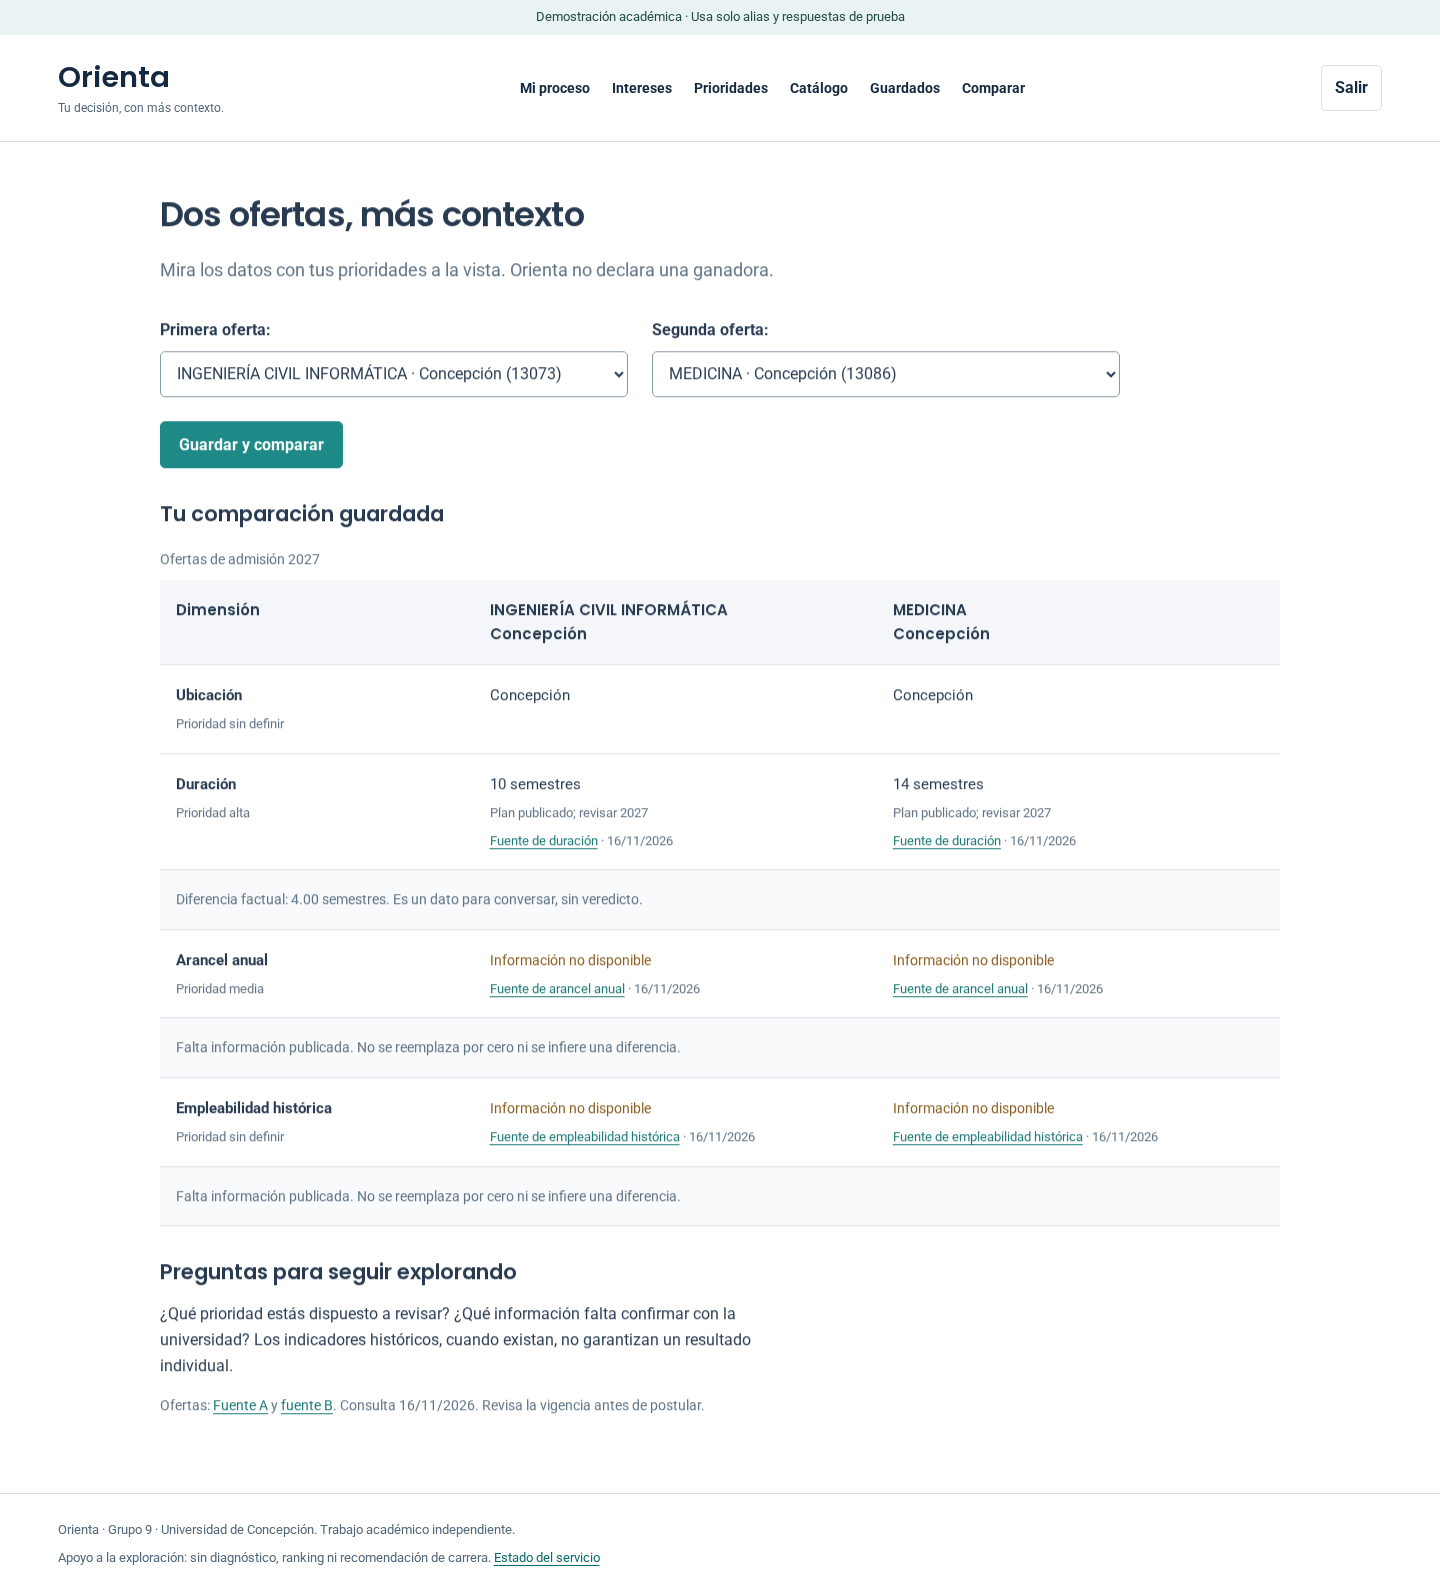 Demostración académica · Usa solo alias y respuestas de prueba
Orienta
Tu decisión, con más contexto.
Mi proceso Intereses Prioridades Catálogo Guardados Comparar
Salir
Dos ofertas, más contexto
Mira los datos con tus prioridades a la vista. Orienta no declara una ganadora.
Primera oferta: Segunda oferta:
INGENIERÍA CIVIL INFORMÁTICA · Concepción (13073) MEDICINA · Concepción (13086)
Guardar y comparar
Tu comparación guardada
Ofertas de admisión 2027
Dimensión INGENIERÍA CIVIL INFORMÁTICA MEDICINA
Concepción Concepción
Ubicación Concepción Concepción
Prioridad sin definir
Duración 10 semestres 14 semestres
Prioridad alta Plan publicado; revisar 2027 Plan publicado; revisar 2027
Fuente de duración · 16/11/2026 Fuente de duración · 16/11/2026
Diferencia factual: 4.00 semestres. Es un dato para conversar, sin veredicto.
Arancel anual Información no disponible Información no disponible
Prioridad media Fuente de arancel anual · 16/11/2026 Fuente de arancel anual · 16/11/2026
Falta información publicada. No se reemplaza por cero ni se infiere una diferencia.
Empleabilidad histórica Información no disponible Información no disponible
Prioridad sin definir Fuente de empleabilidad histórica · 16/11/2026 Fuente de empleabilidad histórica · 16/11/2026
Falta información publicada. No se reemplaza por cero ni se infiere una diferencia.
Preguntas para seguir explorando
¿Qué prioridad estás dispuesto a revisar? ¿Qué información falta confirmar con la
universidad? Los indicadores históricos, cuando existan, no garantizan un resultado
individual.
Ofertas: Fuente A y fuente B. Consulta 16/11/2026. Revisa la vigencia antes de postular.
Orienta · Grupo 9 · Universidad de Concepción. Trabajo académico independiente.
Apoyo a la exploración: sin diagnóstico, ranking ni recomendación de carrera. Estado del servicio